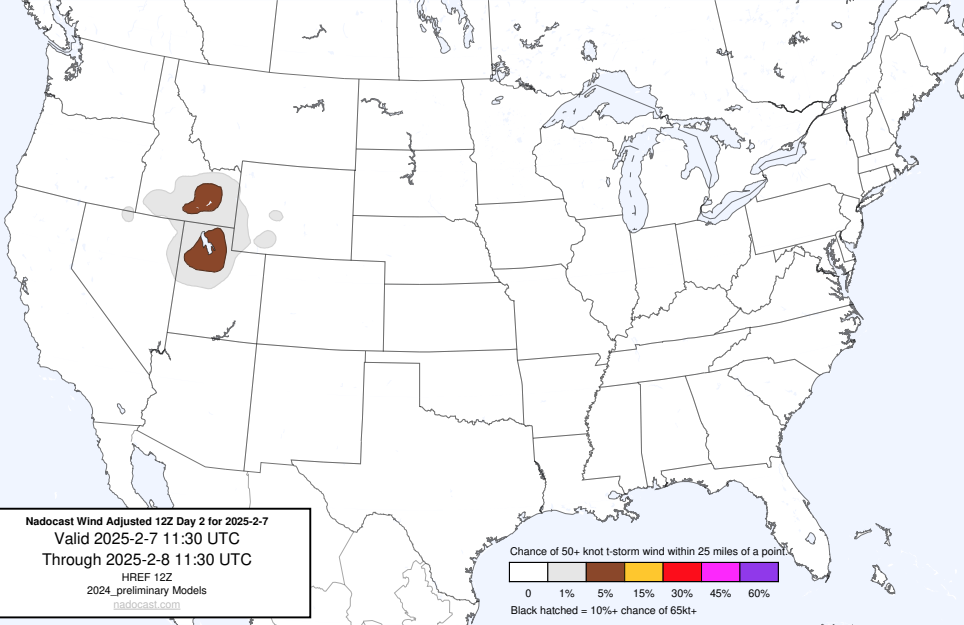 Nadocast Wind Adjusted 12Z Day 2 for 2025-2-7
Valid 2025-2-7 11:30 UTC
Through 2025-2-8 11:30 UTC
HREF 12Z
2024_preliminary Models
nadocast.com
Chance of 50+ knot t-storm wind within 25 miles of a point.
0 1% 5% 15% 30% 45% 60%
Black hatched = 10%+ chance of 65kt+